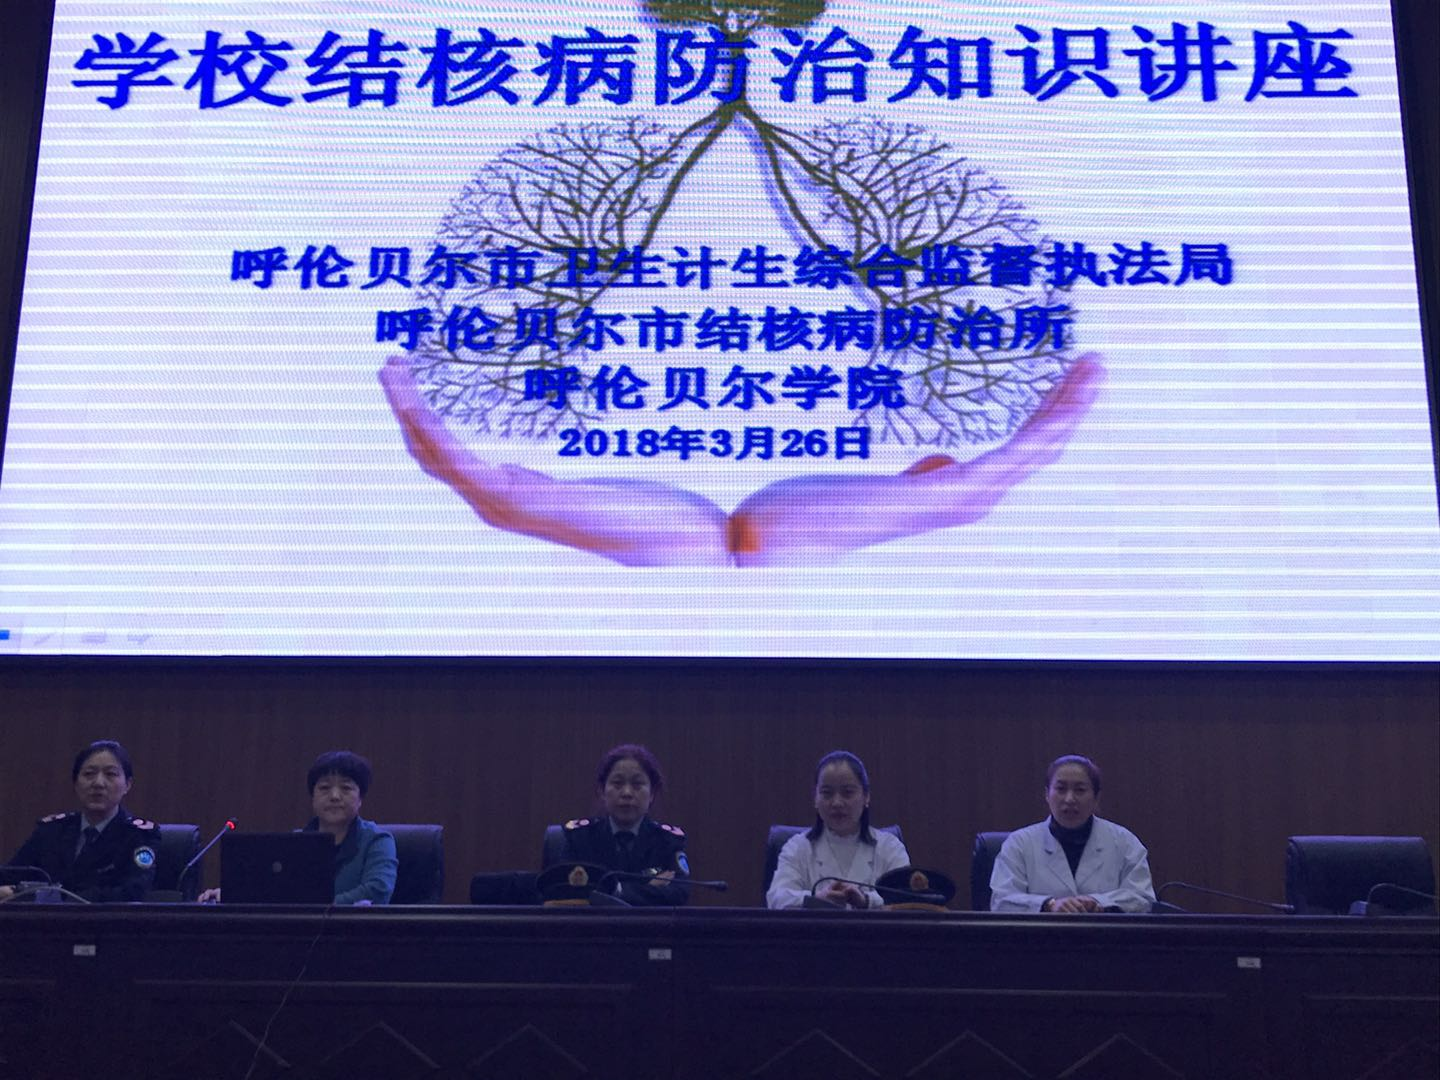 学校结核病防治知识讲座
呼伦贝尔市卫生计生综合监督执法局
呼伦贝尔市结核病防治所
呼伦贝尔学院
2018年3月26日